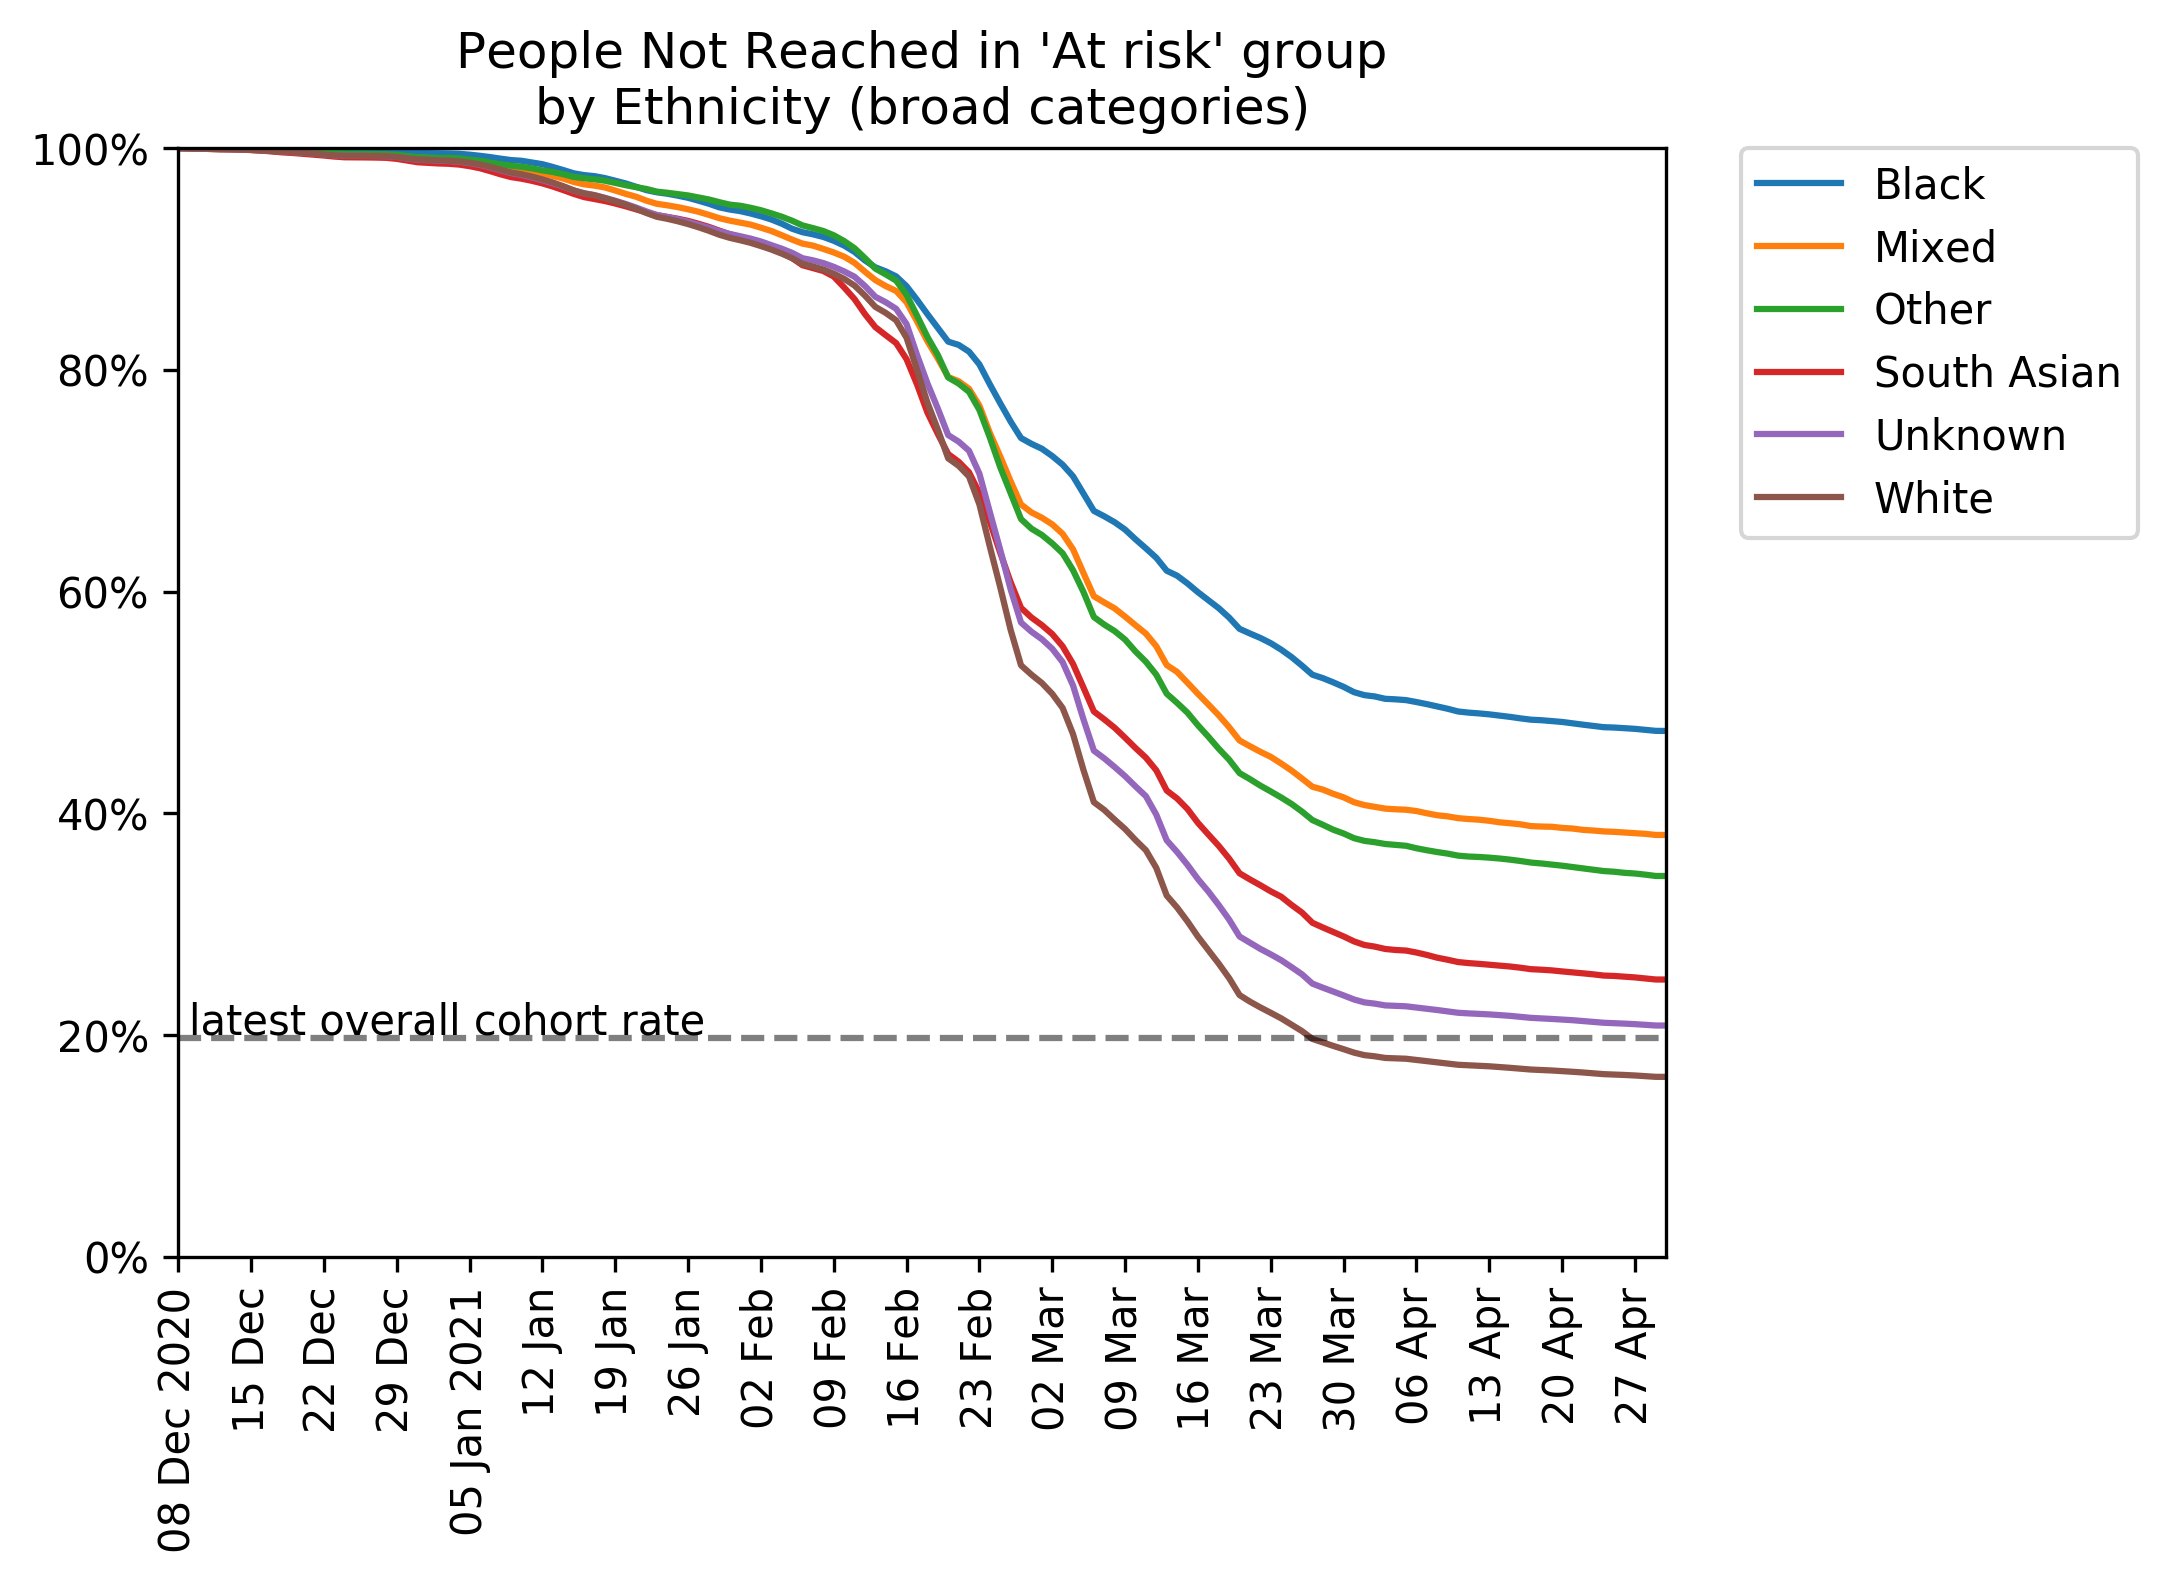 People Not Reached in 'At risk' group
by Ethnicity (broad categories)
100%
80%
60%
40%
20%
0%
latest overall cohort rate
08 Dec 2020
15 Dec
22 Dec
29 Dec
05 Jan 2021
12 Jan
19 Jan
26 Jan
02 Feb
09 Feb
16 Feb
23 Feb
02 Mar
09 Mar
16 Mar
23 Mar
30 Mar
06 Apr
13 Apr
20 Apr
27 Apr
Black
Mixed
Other
South Asian
Unknown
White